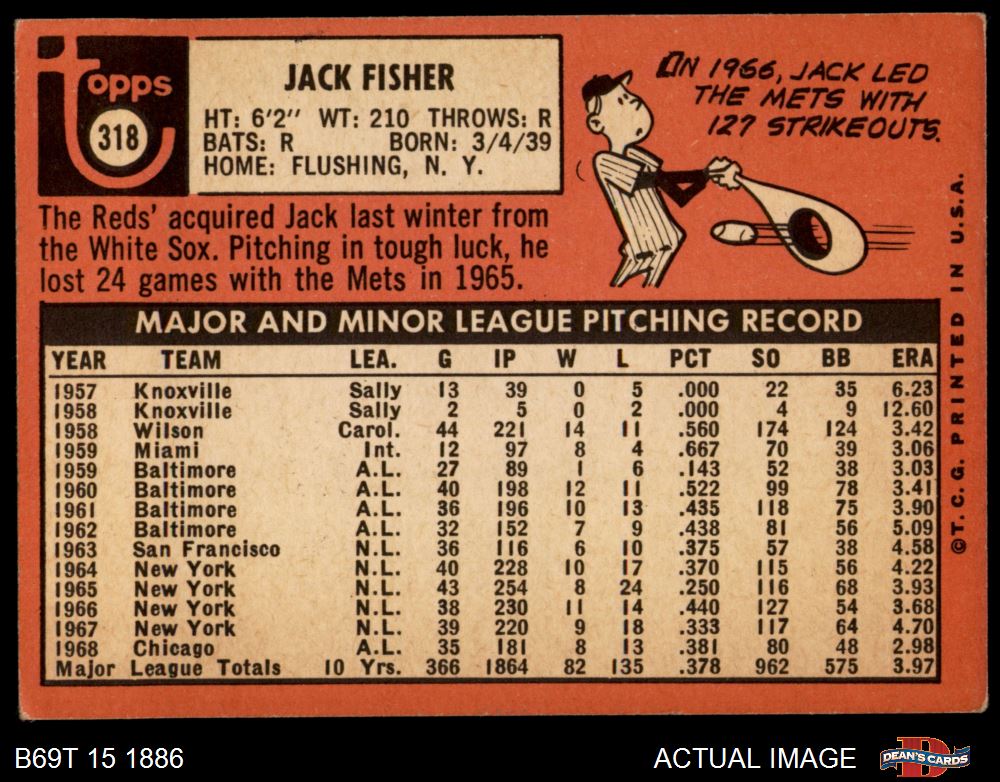 Topps
318
JACK FISHER
HT: 6'2" WT: 210 THROWS: R
BATS: R BORN: 3/4/39
HOME: FLUSHING, N. Y.
ON 1966, JACK LED
THE METS WITH
127 STRIKEOUTS.
The Reds' acquired Jack last winter from
the White Sox. Pitching in tough luck, he
lost 24 games with the Mets in 1965.
MAJOR AND MINOR LEAGUE PITCHING RECORD
YEAR TEAM LEA. G IP W L PCT SO BB ERA
1957 Knoxville Sally 13 39 0 5 .000 22 35 6.23
1958 Knoxville Sally 2 5 0 2 .000 4 9 12.60
1958 Wilson Carol. 44 221 14 11 .560 174 124 3.42
1959 Miami Int. 12 97 8 4 .667 70 39 3.06
1959 Baltimore A.L. 27 89 1 6 .143 52 38 3.03
1960 Baltimore A.L. 40 198 12 11 .522 99 78 3.41
1961 Baltimore A.L. 36 196 10 13 .435 118 75 3.90
1962 Baltimore A.L. 32 152 7 9 .438 81 56 5.09
1963 San Francisco N.L. 36 116 6 10 .375 57 38 4.58
1964 New York N.L. 40 228 10 17 .370 115 56 4.22
1965 New York N.L. 43 254 8 24 .250 116 68 3.93
1966 New York N.L. 38 230 11 14 .440 127 54 3.68
1967 New York N.L. 39 220 9 18 .333 117 64 4.70
1968 Chicago A.L. 35 181 8 13 .381 80 48 2.98
Major League Totals 10 Yrs. 366 1864 82 135 .378 962 575 3.97
©T. C. G. PRINTED IN U.S.A.
B69T 15 1886
ACTUAL IMAGE
DEAN'S CARDS